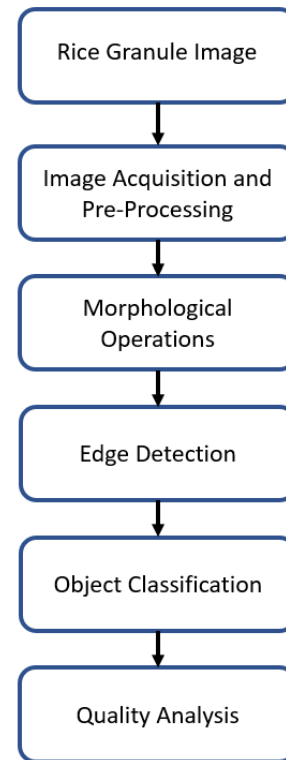 Rice Granule Image
Image Acquisition and
Pre-Processing
Morphological
Operations
Edge Detection
Object Classification
Quality Analysis